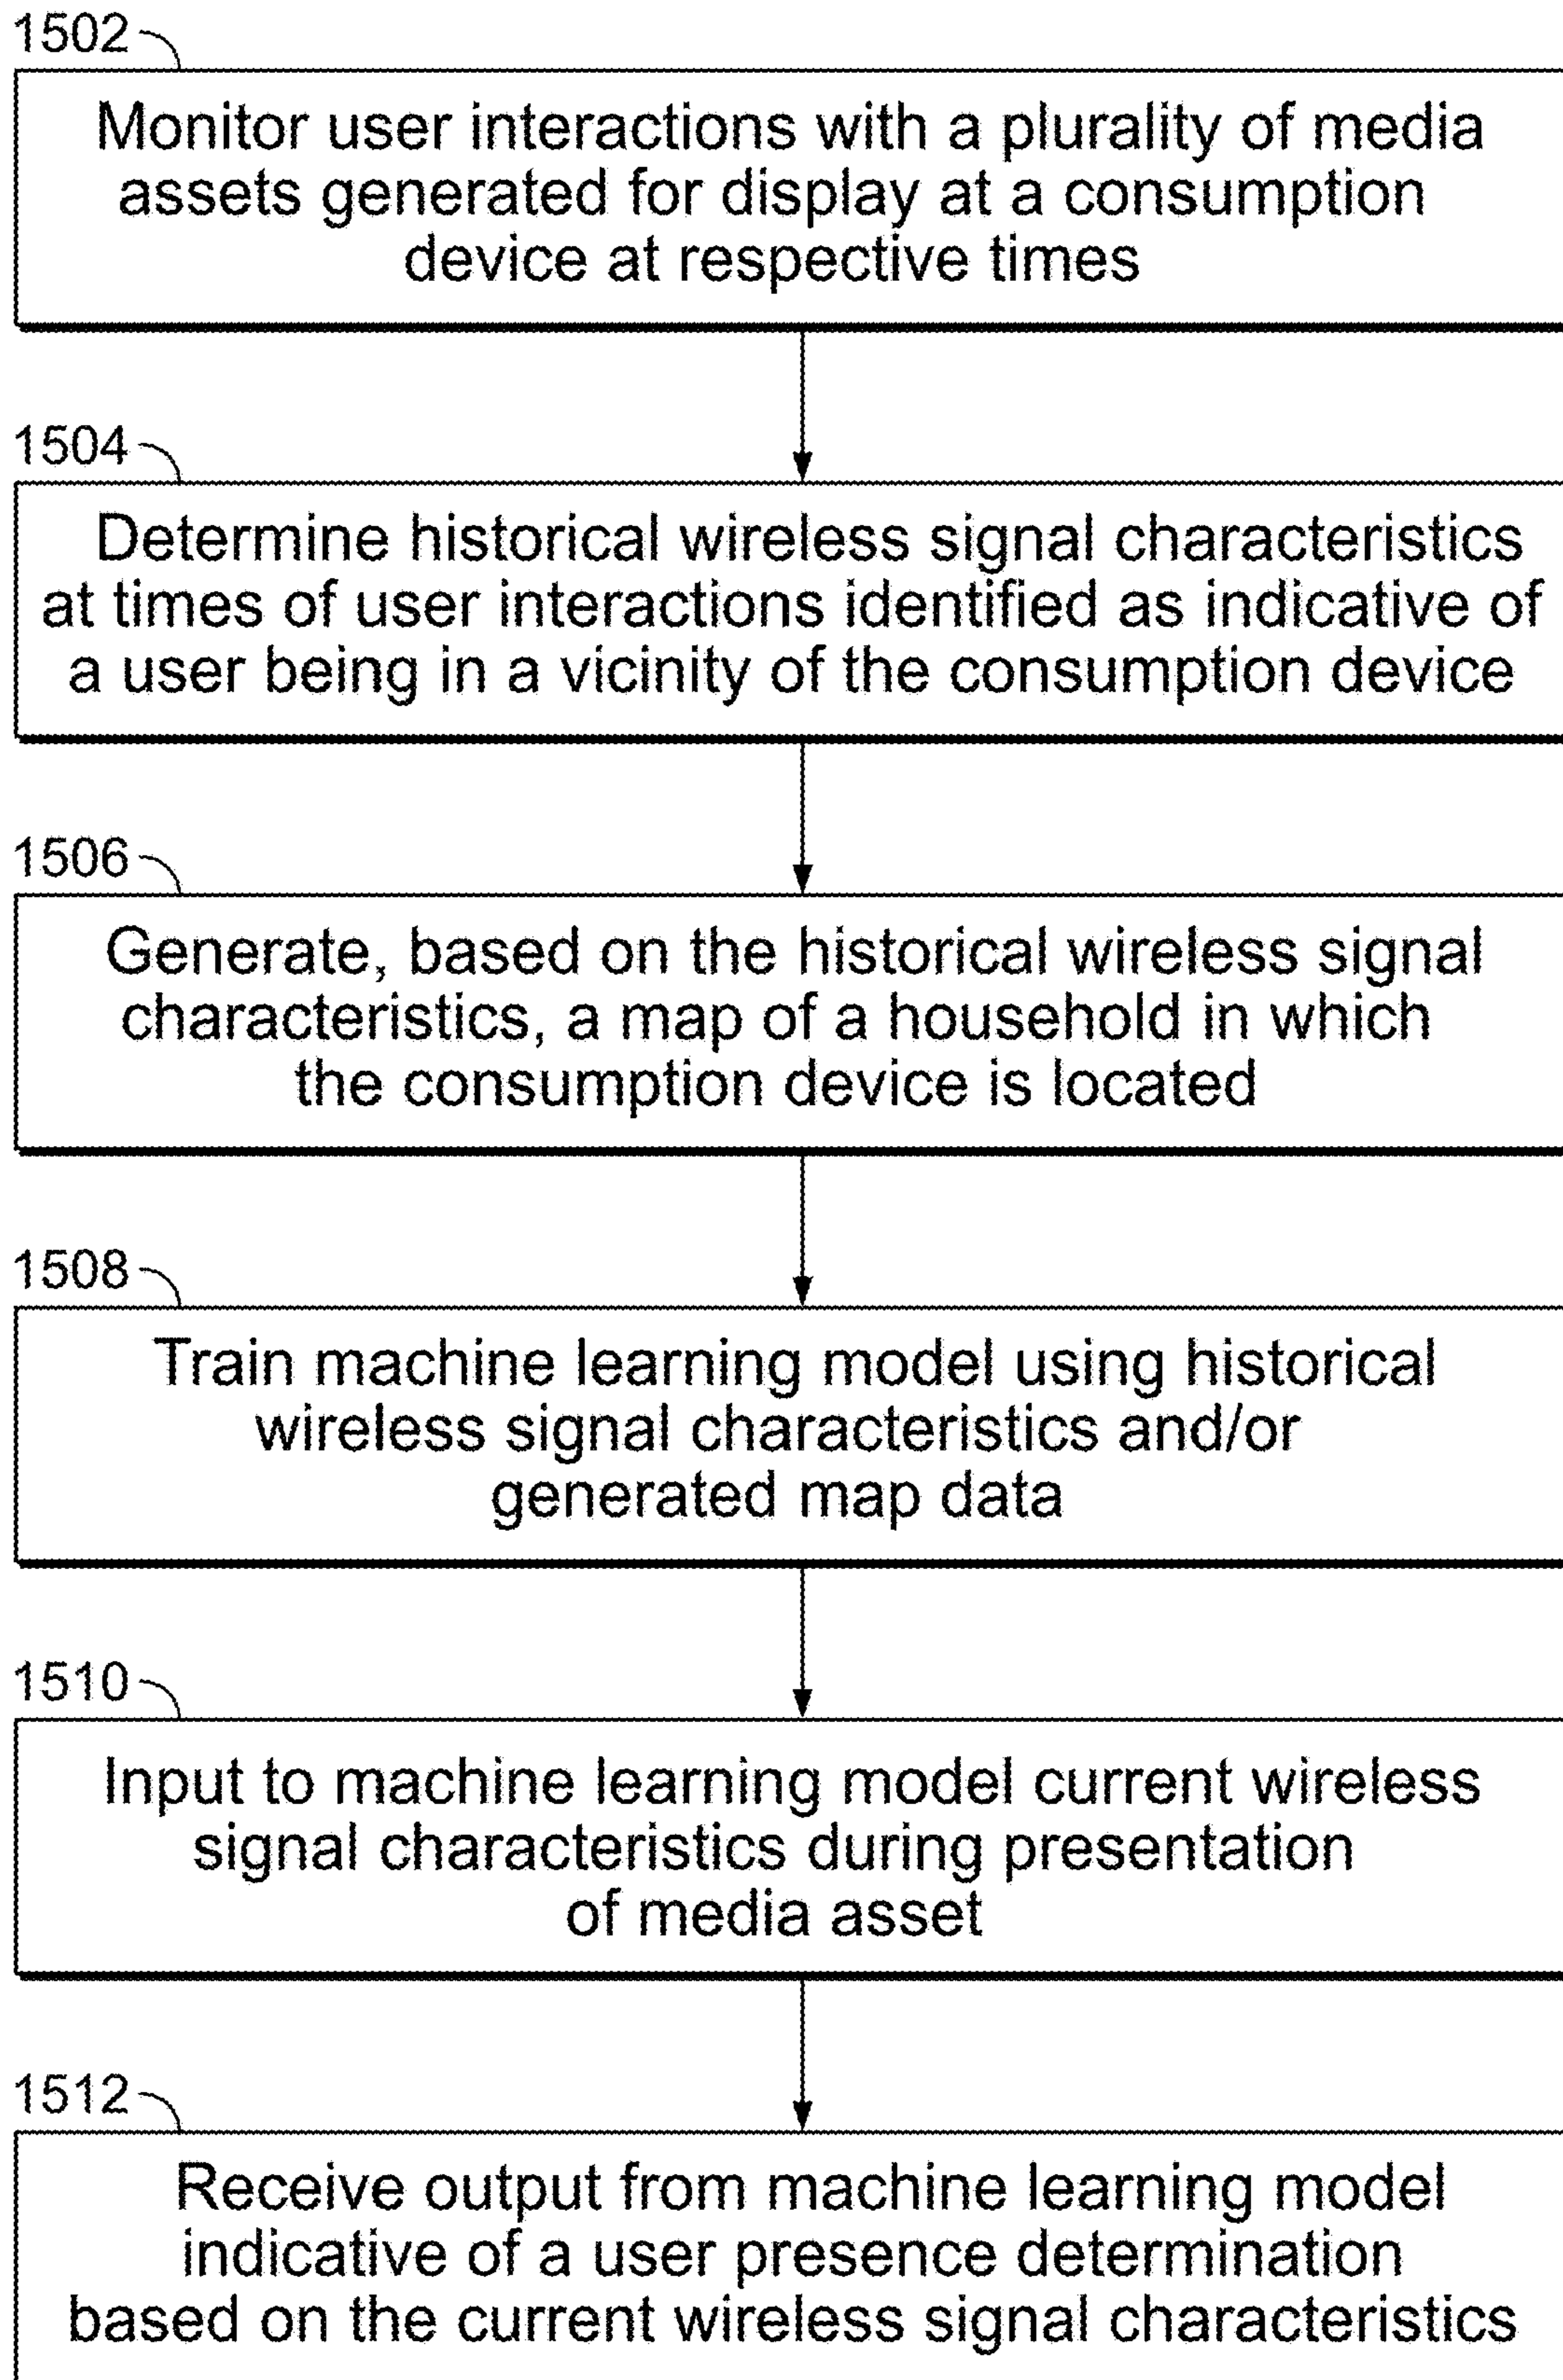 1502
Monitor user interactions with a plurality of media
assets generated for display at a consumption
device at respective times
1504
Determine historical wireless signal characteristics
at times of user interactions identified as indicative of
a user being in a vicinity of the consumption device
1506
Generate, based on the historical wireless signal
characteristics, a map of a household in which
the consumption device is located
1508
Train machine learning model using historical
wireless signal characteristics and/or
generated map data
1510
Input to machine learning model current wireless
signal characteristics during presentation
of media asset
1512
Receive output from machine learning model
indicative of a user presence determination
based on the current wireless signal characteristics